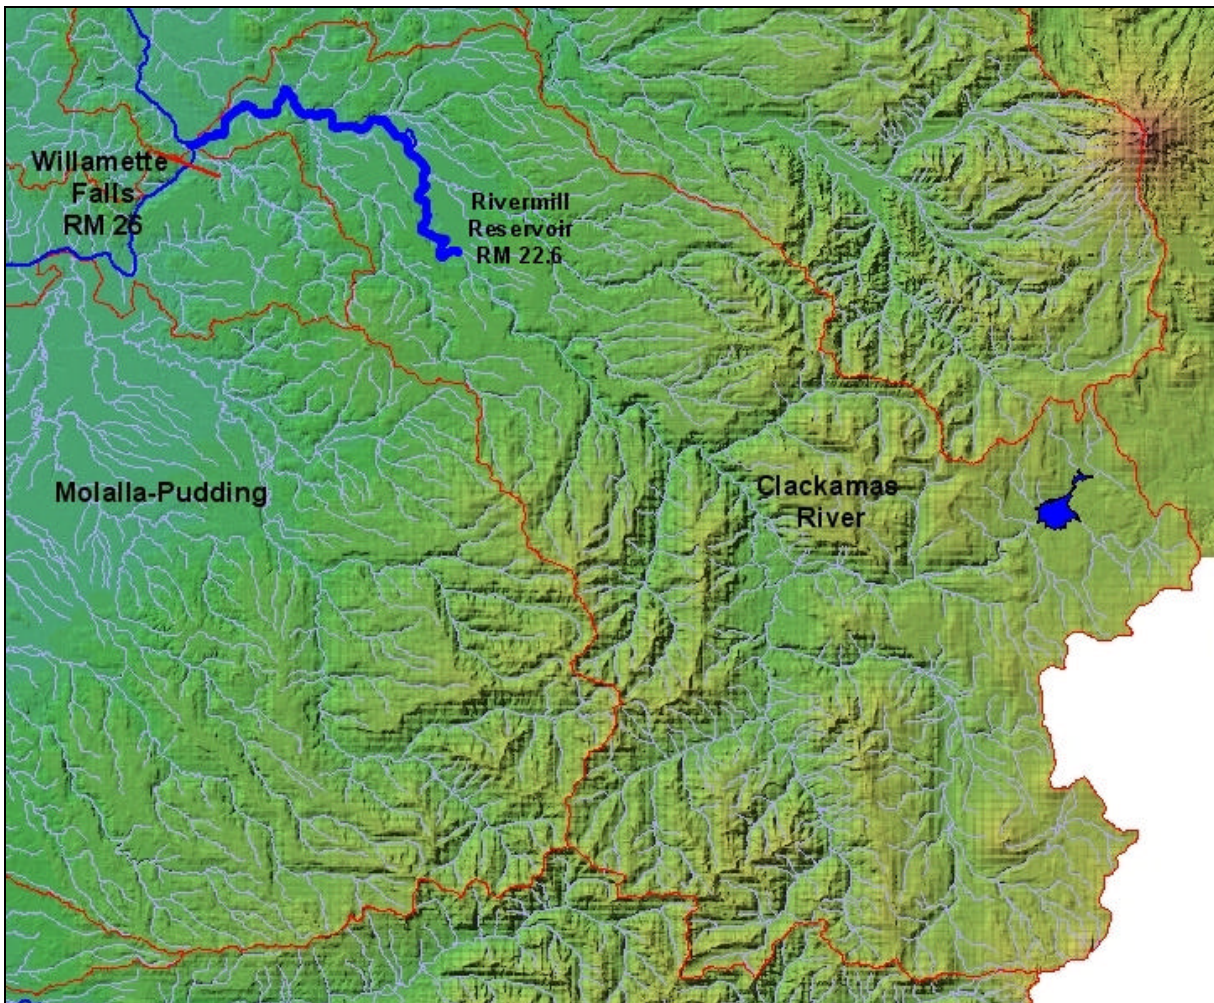 Willamette
Falls
RM 26
Rivermill
Reservoir
RM 22.6
Molalla-Pudding
Clackamas
River